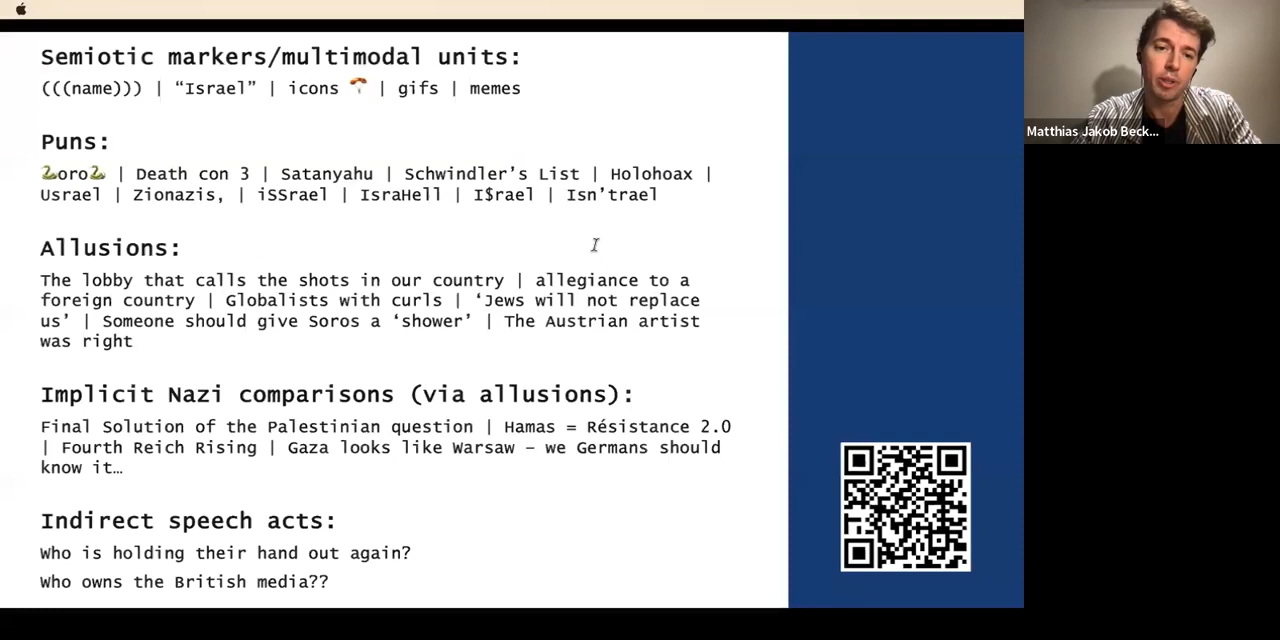 Semiotic markers/multimodal units:
(((name))) | “Israel” | icons | gifs | memes
Puns:
🐍oro🐍 | Death con 3 | Satanyahu | Schwindler’s List | Holohoax |
Usrael | Zionazis, | iSSrael | IsraHell | I$rael | Isn’trael
Allusions:
The lobby that calls the shots in our country | allegiance to a
foreign country | Globalists with curls | ‘Jews will not replace
us’ | Someone should give Soros a ‘shower’ | The Austrian artist
was right
Implicit Nazi comparisons (via allusions):
Final Solution of the Palestinian question | Hamas = Résistance 2.0
| Fourth Reich Rising | Gaza looks like Warsaw – we Germans should
know it…
Indirect speech acts:
Who is holding their hand out again?
Who owns the British media??
Matthias Jakob Beck...